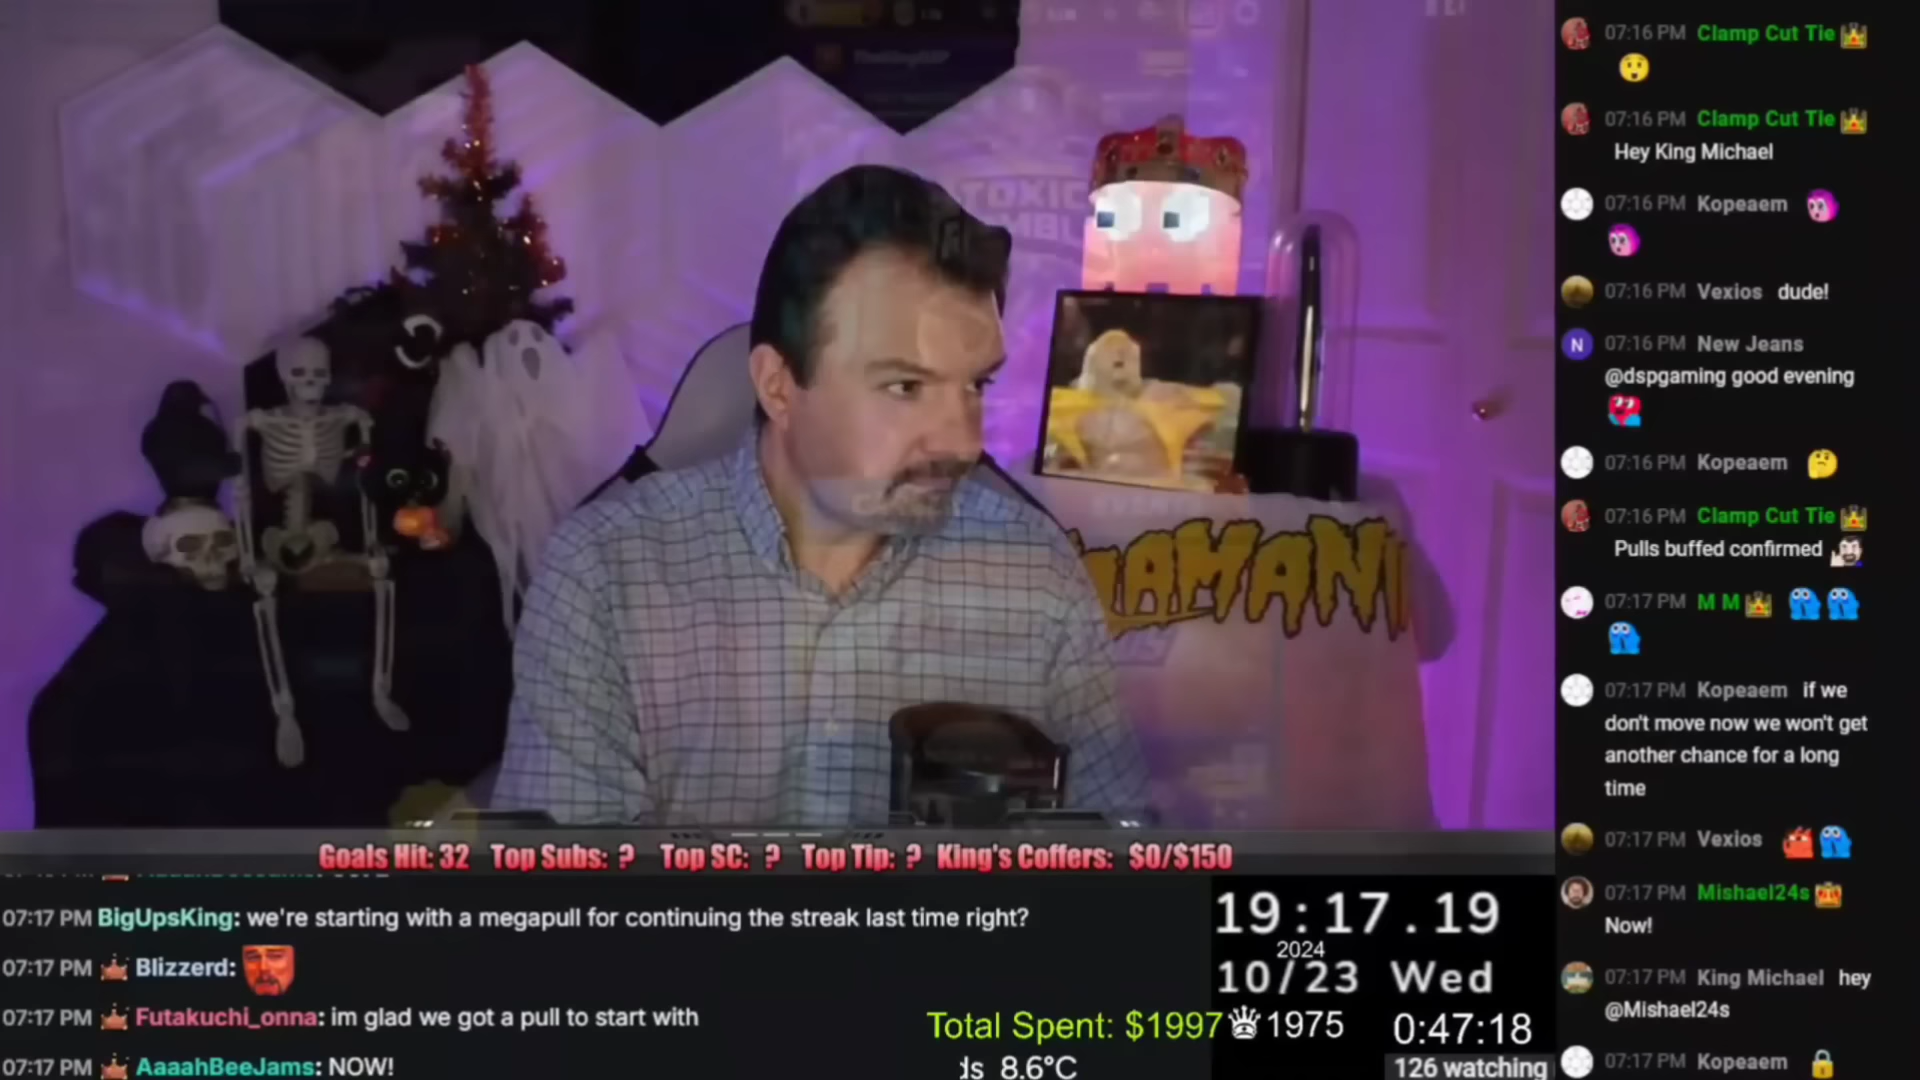 TOXIC
AMANI
Goals Hit: 32 Top Subs: ? Top SC: ? Top Tip: ? King's Coffers: $0/$150
07:17 PM BigUpsKing: we're starting with a megapull for continuing the streak last time right?
07:17 PM Blizzerd:
07:17 PM Futakuchi_onna: im glad we got a pull to start with
07:17 PM AaaahBeeJams: NOW!
19:17.19
2024
10/23 Wed
Total Spent: $1997 1975 0:47:18
ds 8.6°C
126 watching
07:16 PM Clamp Cut Tie
07:16 PM Clamp Cut Tie
Hey King Michael
07:16 PM Kopeaem
07:16 PM Vexios dude!
N 07:16 PM New Jeans
@dspgaming good evening
07:16 PM Kopeaem
07:16 PM Clamp Cut Tie
Pulls buffed confirmed
07:17 PM M M
07:17 PM Kopeaem if we
don't move now we won't get
another chance for a long
time
07:17 PM Vexios
07:17 PM Mishael24s
Now!
07:17 PM King Michael hey
@Mishael24s
07:17 PM Kopeaem